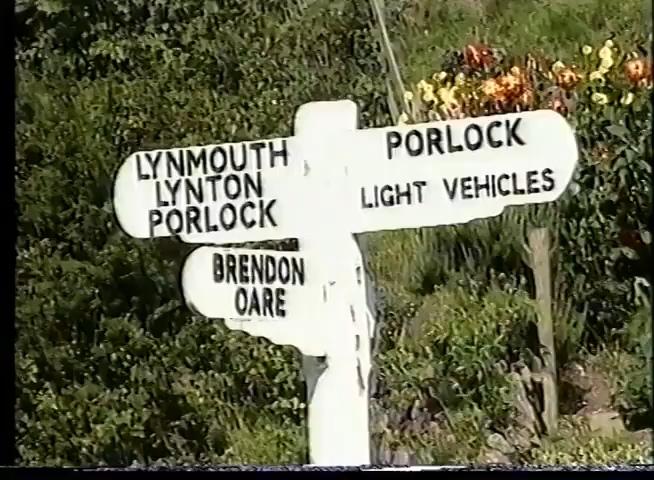 LYNMOUTH
LYNTON
PORLOCK
PORLOCK
LIGHT VEHICLES
BRENDON
OARE